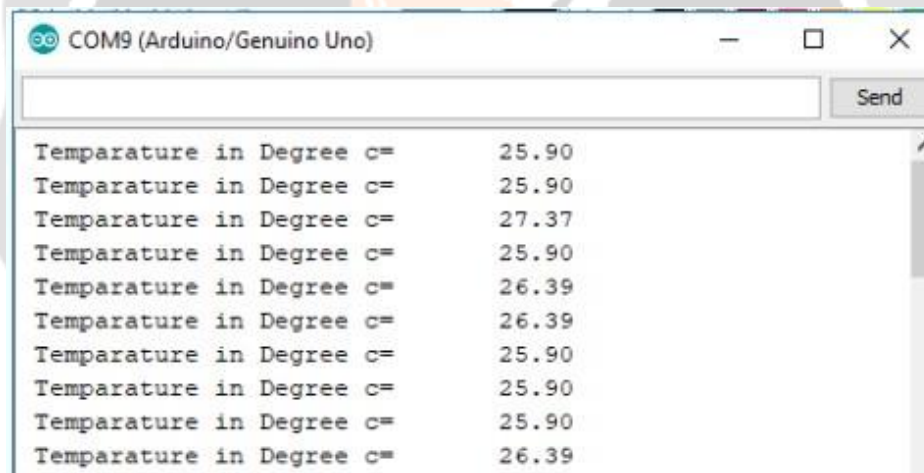 COM9 (Arduino/Genuino Uno)
Send
Temparature in Degree c= 25.90
Temparature in Degree c= 25.90
Temparature in Degree c= 27.37
Temparature in Degree c= 25.90
Temparature in Degree c= 26.39
Temparature in Degree c= 26.39
Temparature in Degree c= 25.90
Temparature in Degree c= 25.90
Temparature in Degree c= 25.90
Temparature in Degree c= 26.39